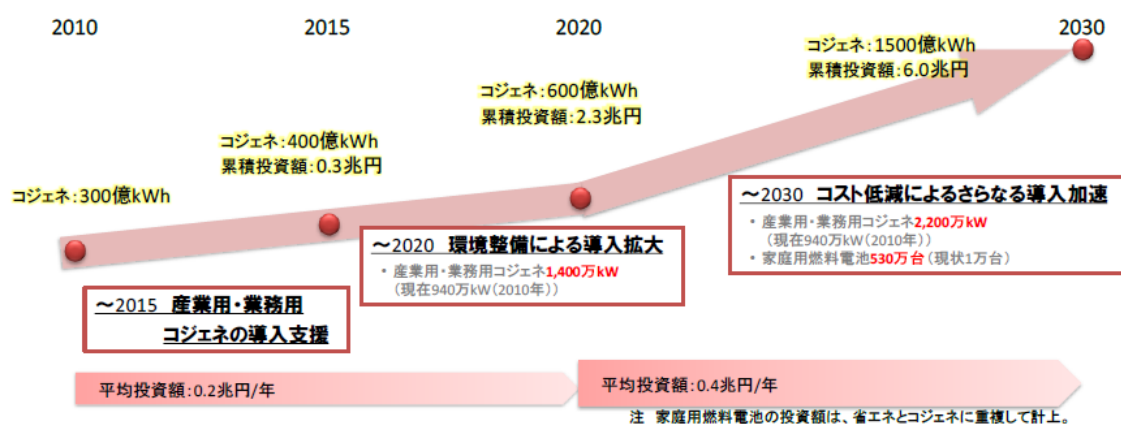 2010
2015
2020
2030
コジェネ:300億kWh
コジェネ:400億kWh
累積投資額:0.3兆円
コジェネ:600億kWh
累積投資額:2.3兆円
コジェネ:1500億kWh
累積投資額:6.0兆円
~2015 産業用・業務用
コジェネの導入支援
~2020 環境整備による導入拡大
・ 産業用・業務用コジェネ1,400万kW
(現在940万kW(2010年))
~2030 コスト低減によるさらなる導入加速
・ 産業用・業務用コジェネ2,200万kW
(現在940万kW(2010年))
・ 家庭用燃料電池530万台(現状1万台)
平均投資額:0.2兆円/年
平均投資額:0.4兆円/年
注 家庭用燃料電池の投資額は、省エネとコジェネに重複して計上。